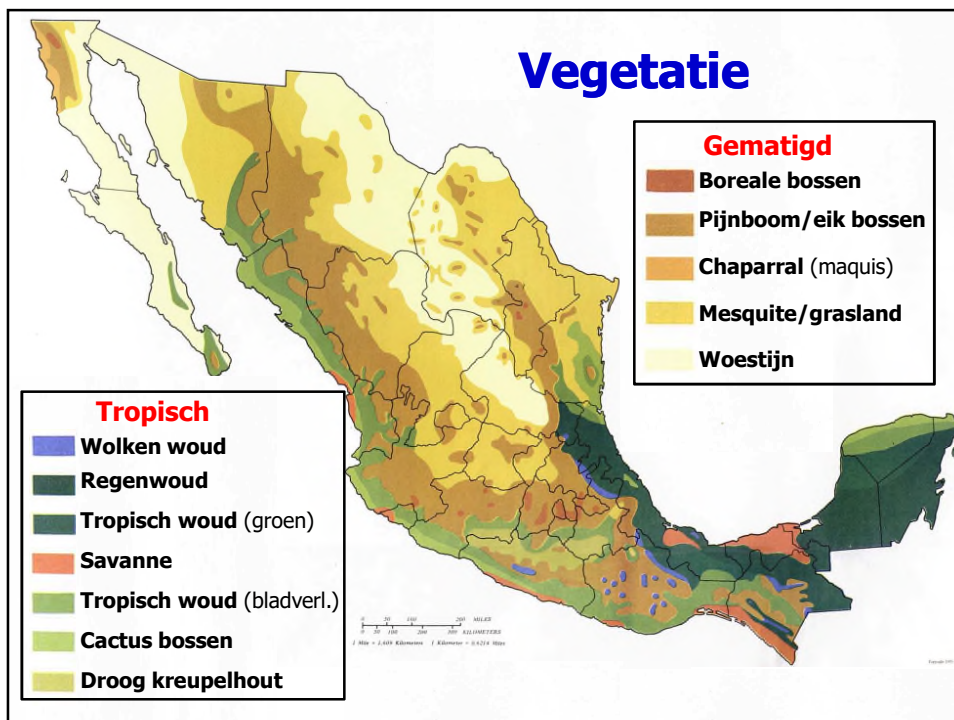 Vegetatie
Gematigd
Boreale bossen
Pijnboom/eik bossen
Chaparral (maquis)
Mesquite/grasland
Woestijn
Tropisch
Wolken woud
Regenwoud
Tropisch woud (groen)
Savanne
Tropisch woud (bladverl.)
Cactus bossen
Droog kreupelhout
MILES
KILOMETERS